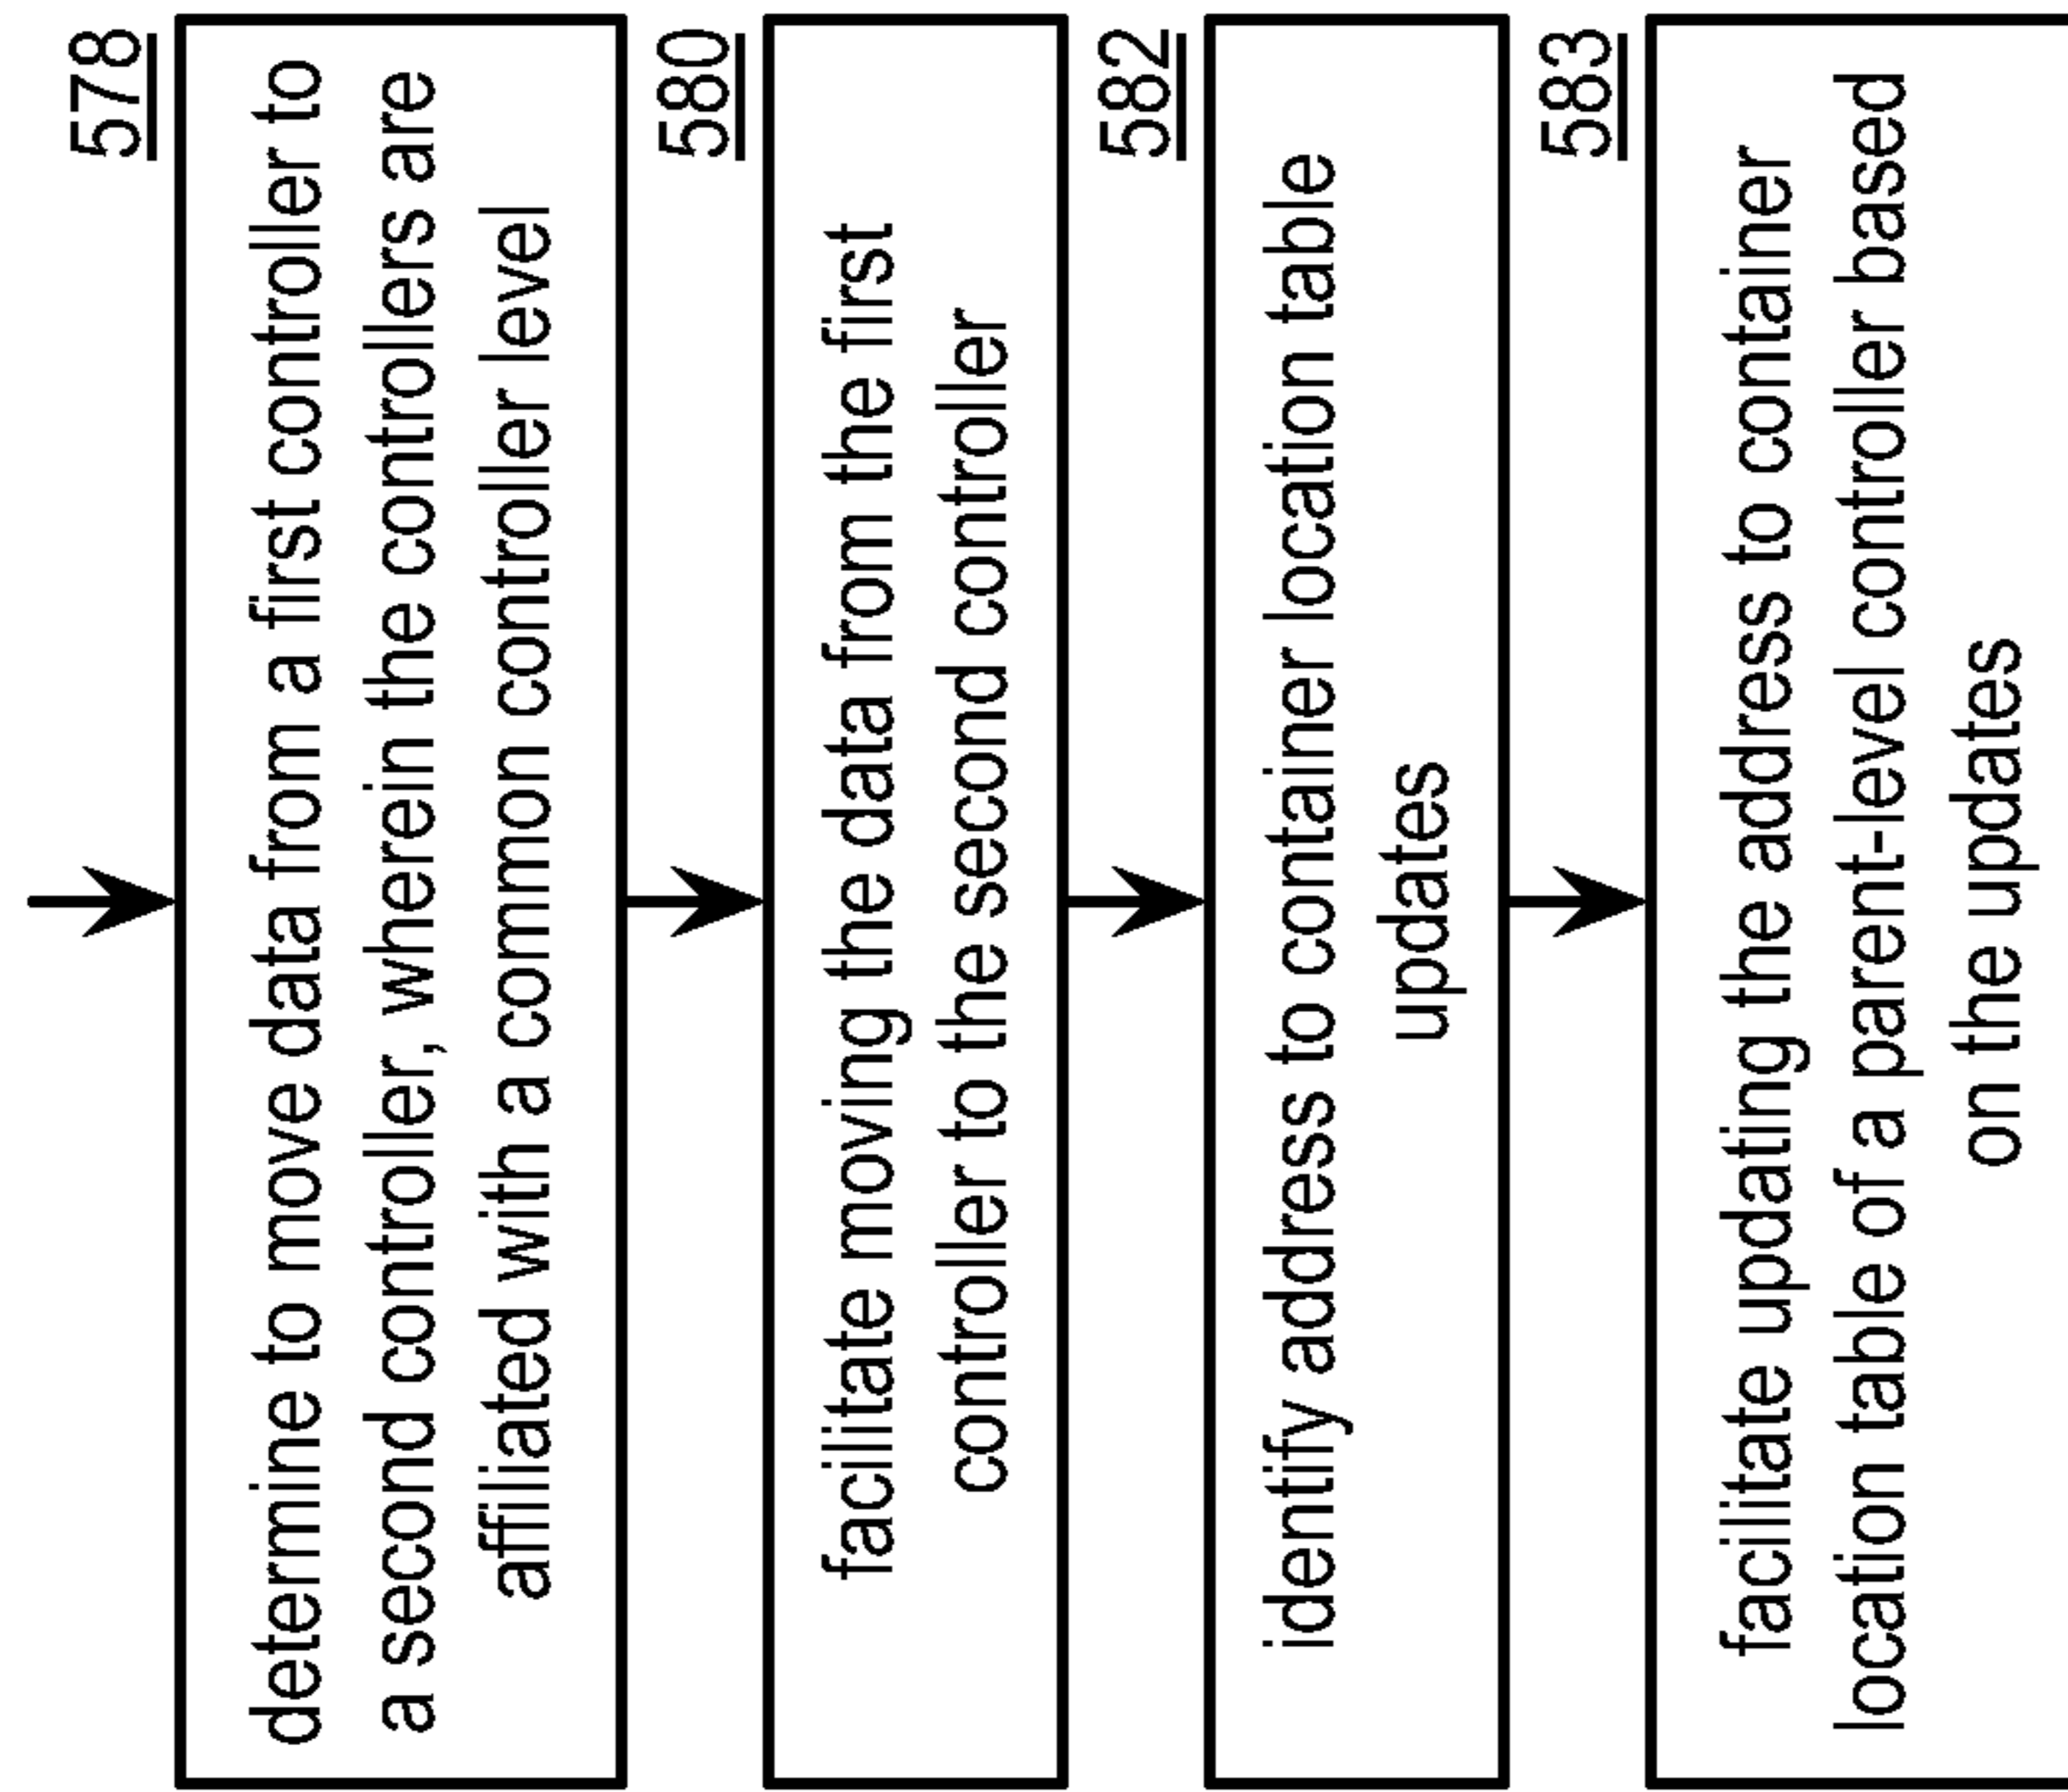 578
determine to move data from a first controller to
a second controller, wherein the controllers are
affiliated with a common controller level
580
facilitate moving the data from the first
controller to the second controller
582
identify address to container location table
updates
583
facilitate updating the address to container
location table of a parent-level controller based
on the updates